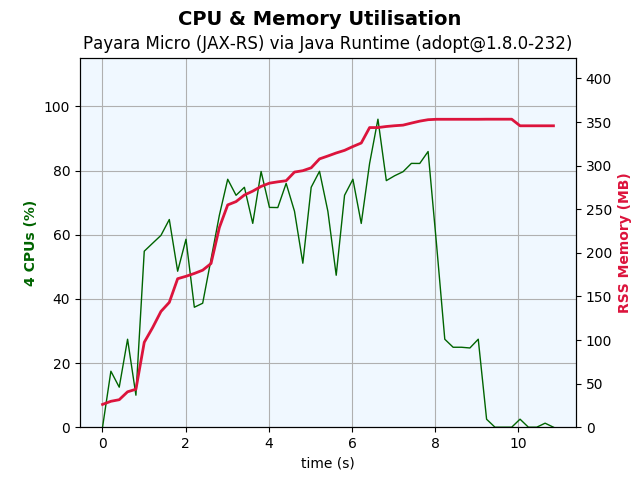 CPU & Memory Utilisation
Payara Micro (JAX-RS) via Java Runtime (adopt@1.8.0-232)
100
80
60
40
20
0
4 CPUs (%)
400
350
300
250
200
150
100
50
0
RSS Memory (MB)
0 2 4 6 8 10
time (s)